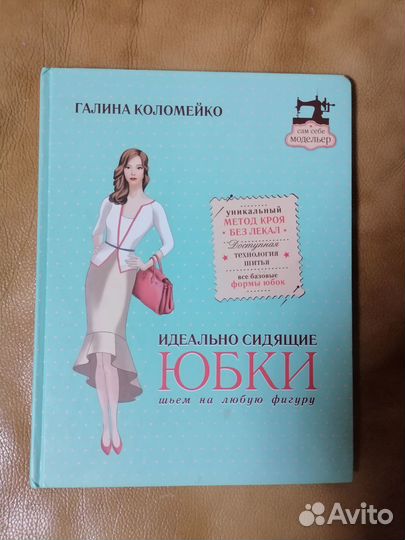 ГАЛИНА КОЛОМЕЙКО
сам себе
модельер
уникальный
МЕТОД КРОЯ
БЕЗ ЛЕКАЛ
Доступная
технология
шитья
все базовые
формы юбок
ИДЕАЛЬНО СИДЯЩИЕ
ЮБКИ
шьем на любую фигуру
Avito